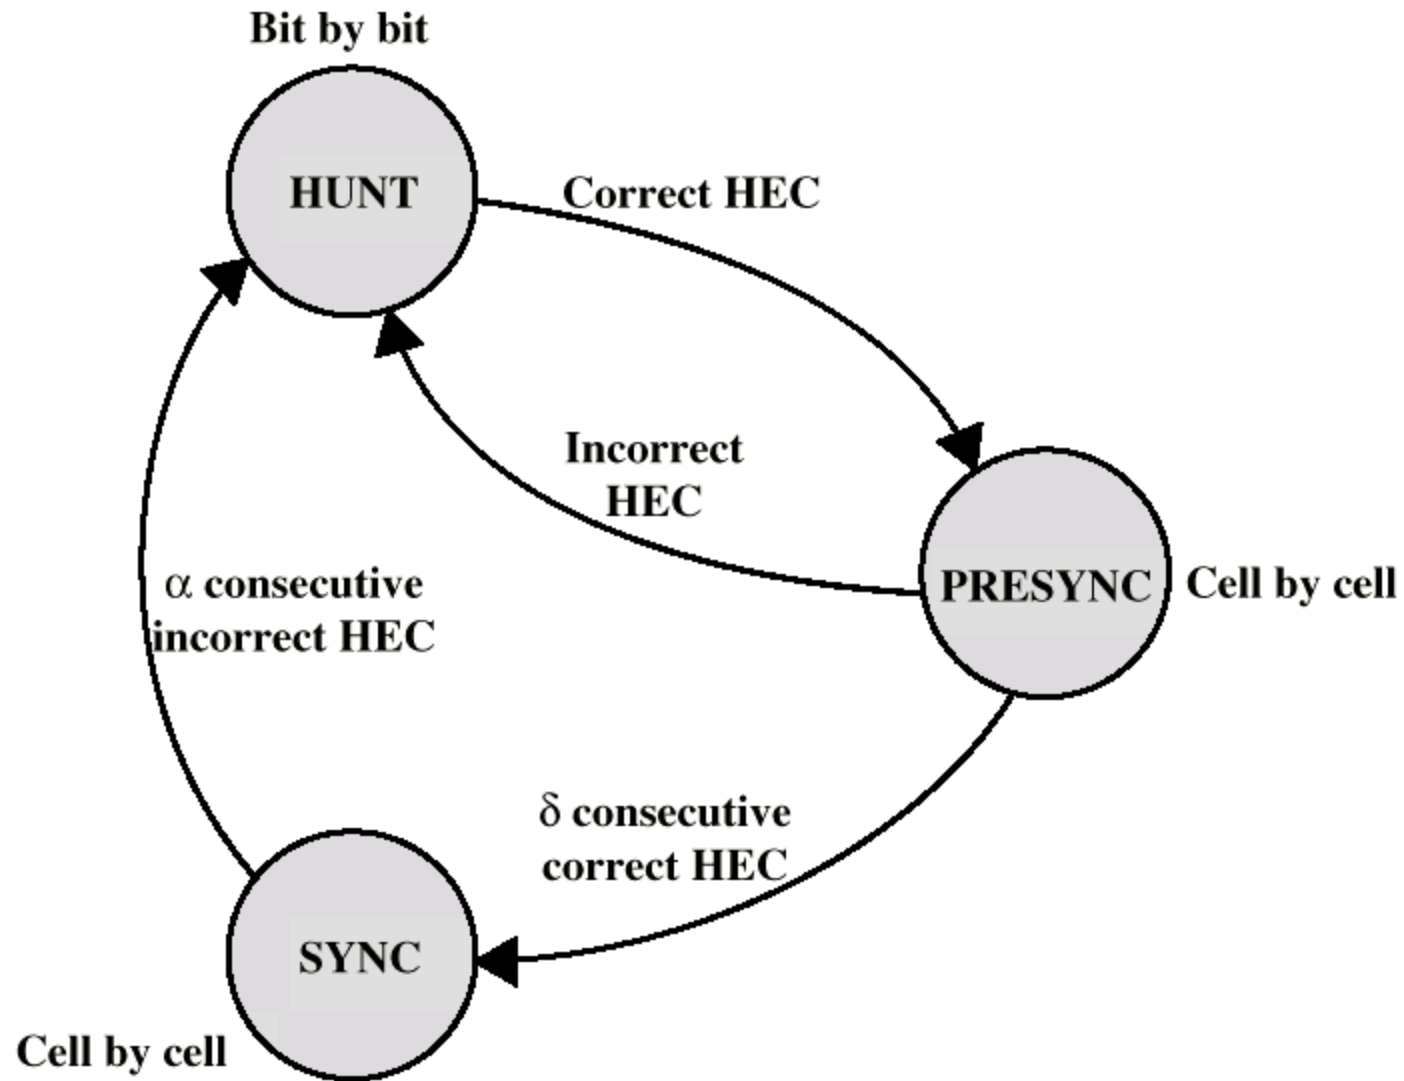 Bit by bit
HUNT
Correct HEC
Incorrect
HEC
PRESYNC
Cell by cell
α consecutive
incorrect HEC
δ consecutive
correct HEC
SYNC
Cell by cell